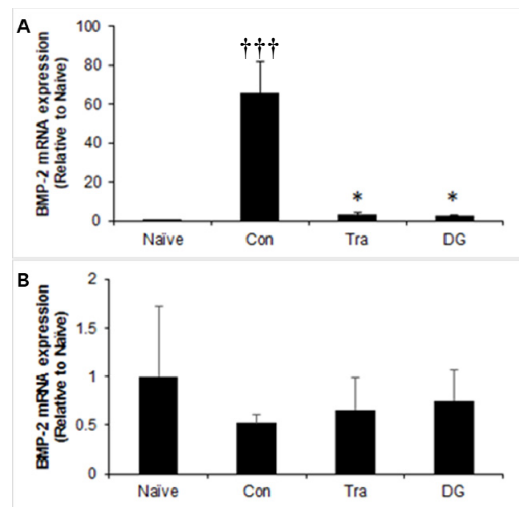 A
BMP-2 mRNA expression
(Relative to Naive)
100
80
60
40
20
0
†††
*
*
Naïve Con Tra DG
B
BMP-2 mRNA expression
(Relative to Naïve)
2
1.5
1
0.5
0
Naïve Con Tra DG